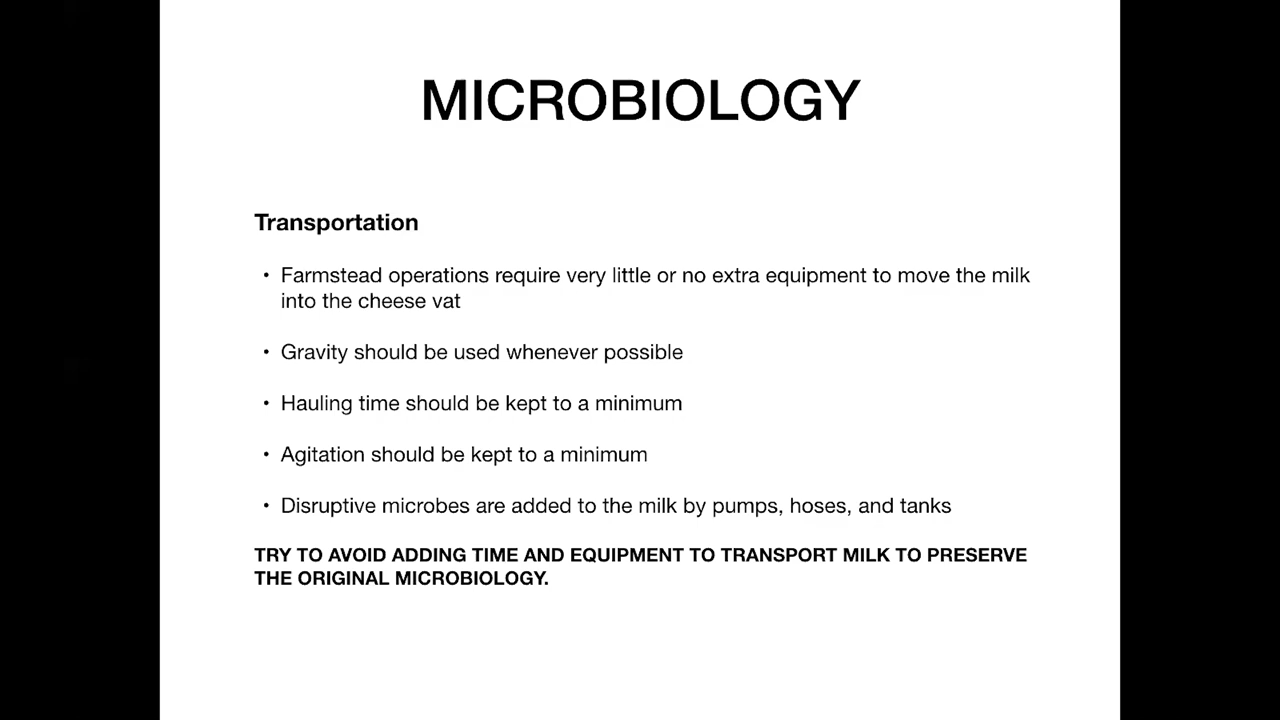 MICROBIOLOGY
Transportation
• Farmstead operations require very little or no extra equipment to move the milk
into the cheese vat
• Gravity should be used whenever possible
• Hauling time should be kept to a minimum
• Agitation should be kept to a minimum
• Disruptive microbes are added to the milk by pumps, hoses, and tanks
TRY TO AVOID ADDING TIME AND EQUIPMENT TO TRANSPORT MILK TO PRESERVE
THE ORIGINAL MICROBIOLOGY.